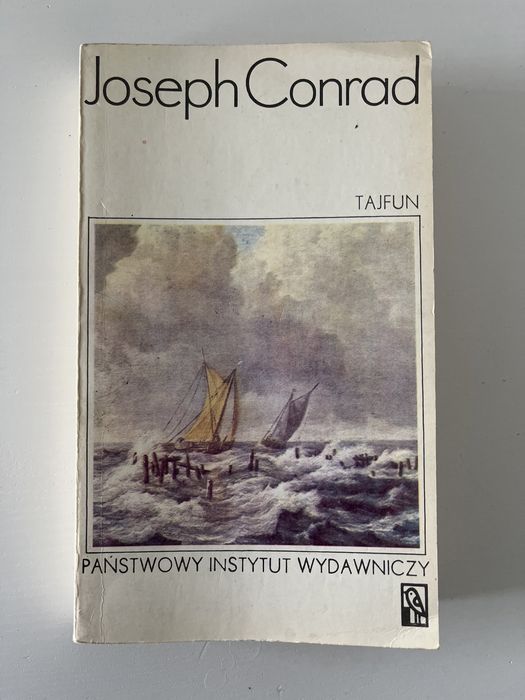 Joseph Conrad
TAJFUN
PAŃSTWOWY INSTYTUT WYDAWNICZY